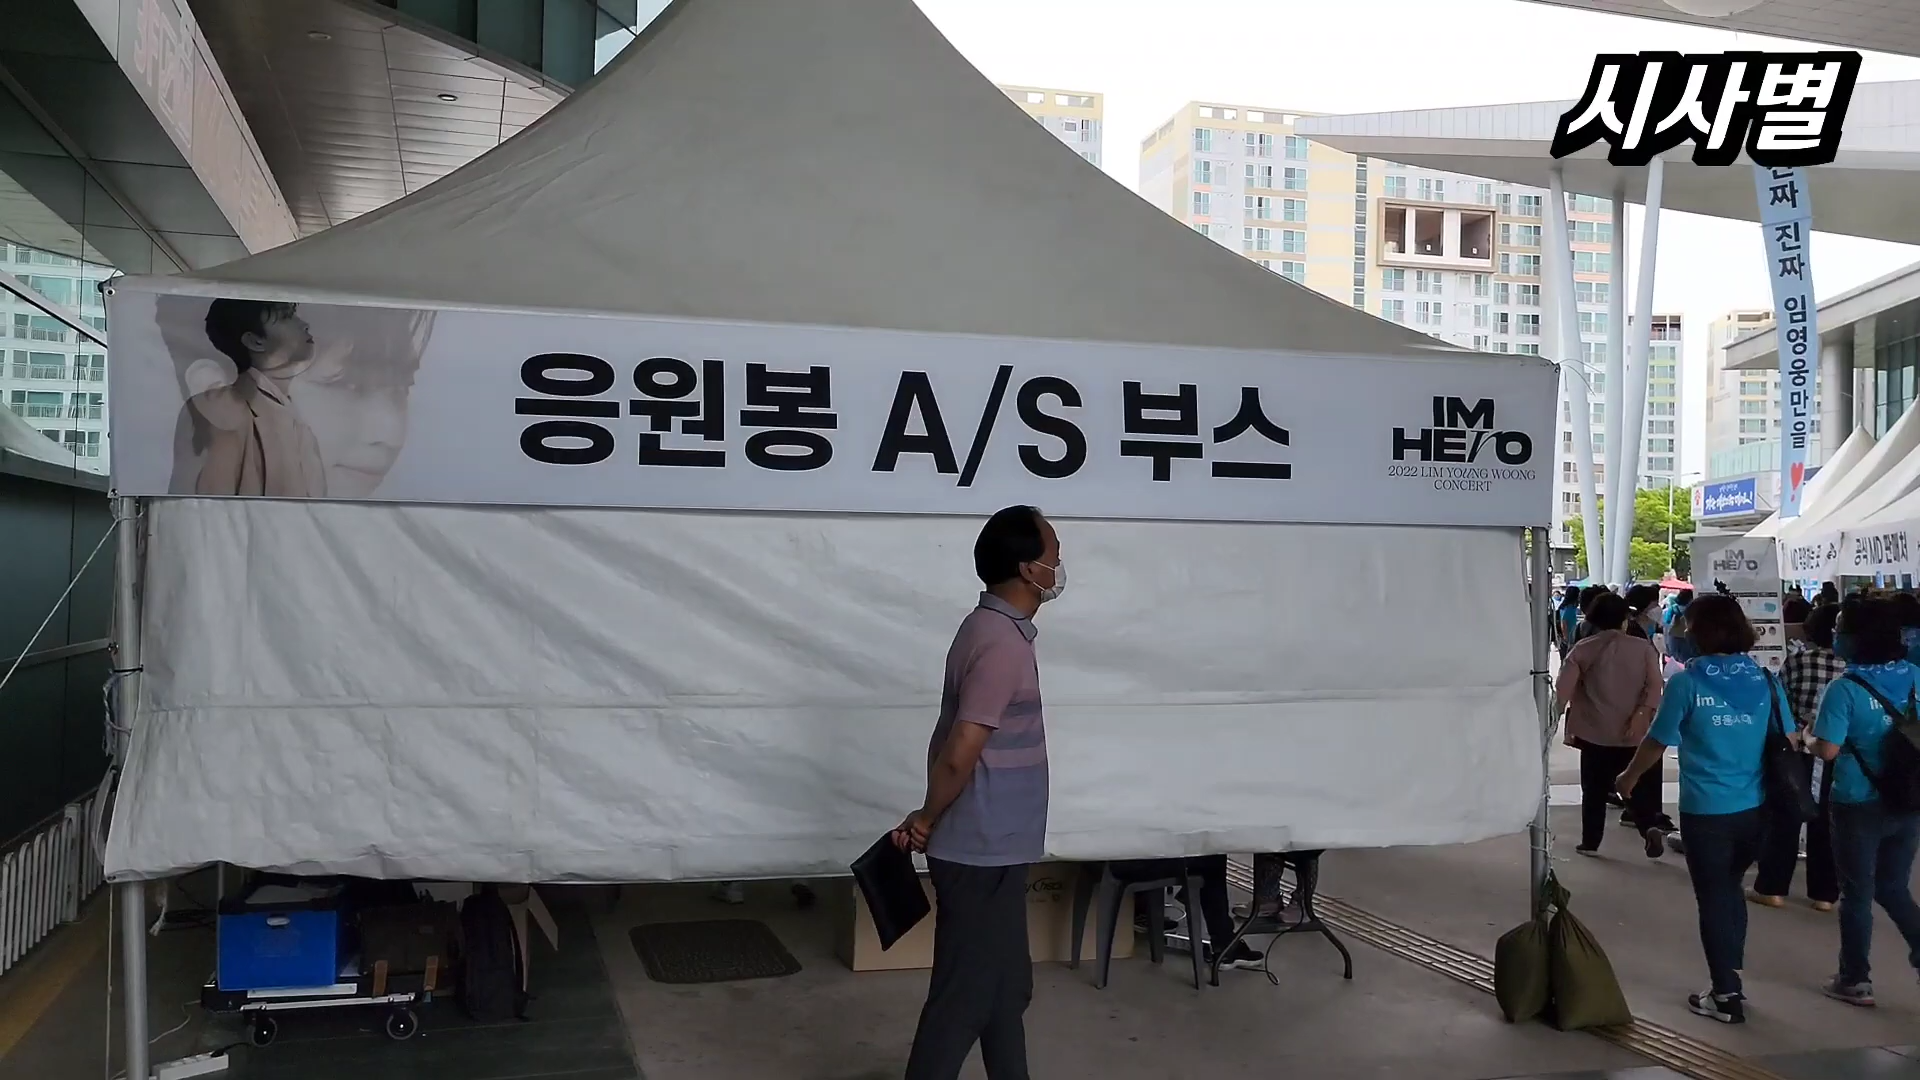 시사별
진짜 진짜 임영웅만을
응원봉 A/S 부스
IM
HERO
2022 LIM YOUNG WOONG
CONCERT
IM
HERO
공식 MD 판매처
im_
영웅시대
im